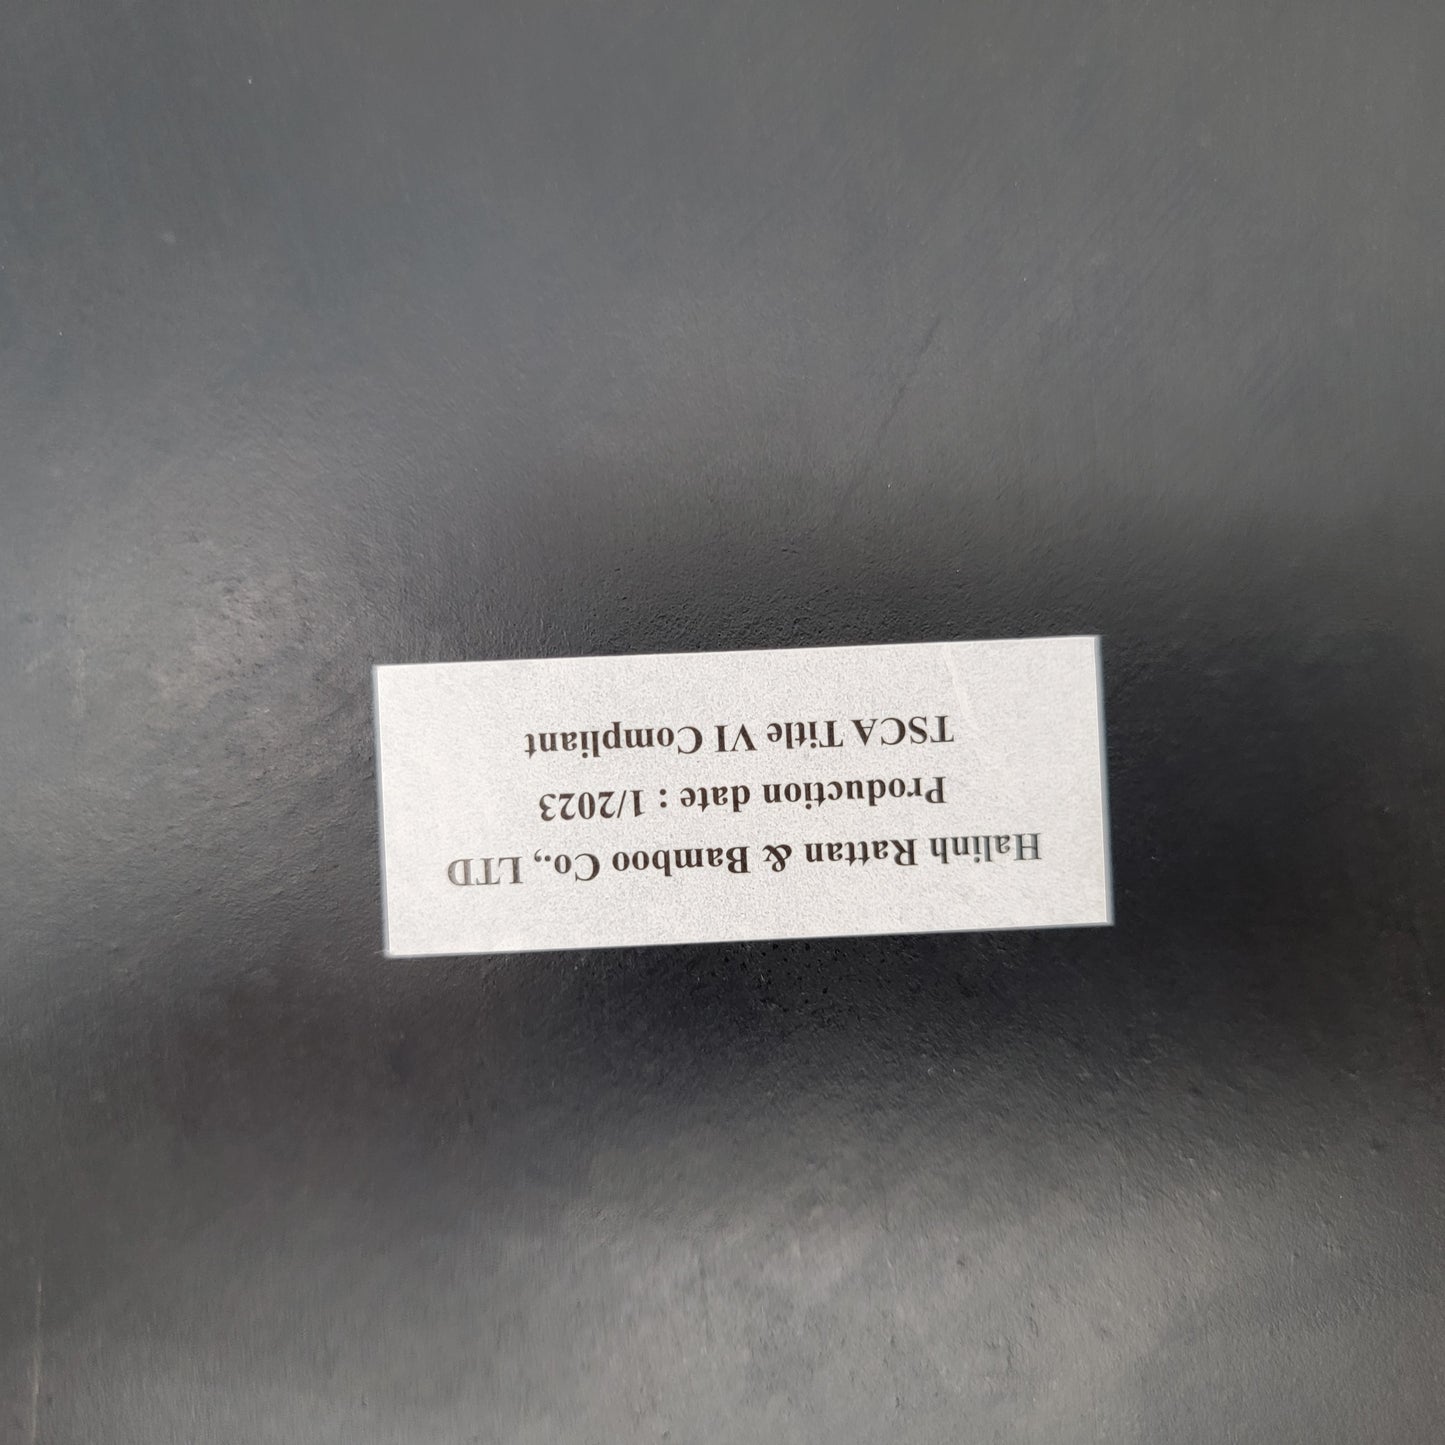 Halinh Rattan & Bamboo Co., LTD
Production date : 1/2023
TSCA Title VI Compliant